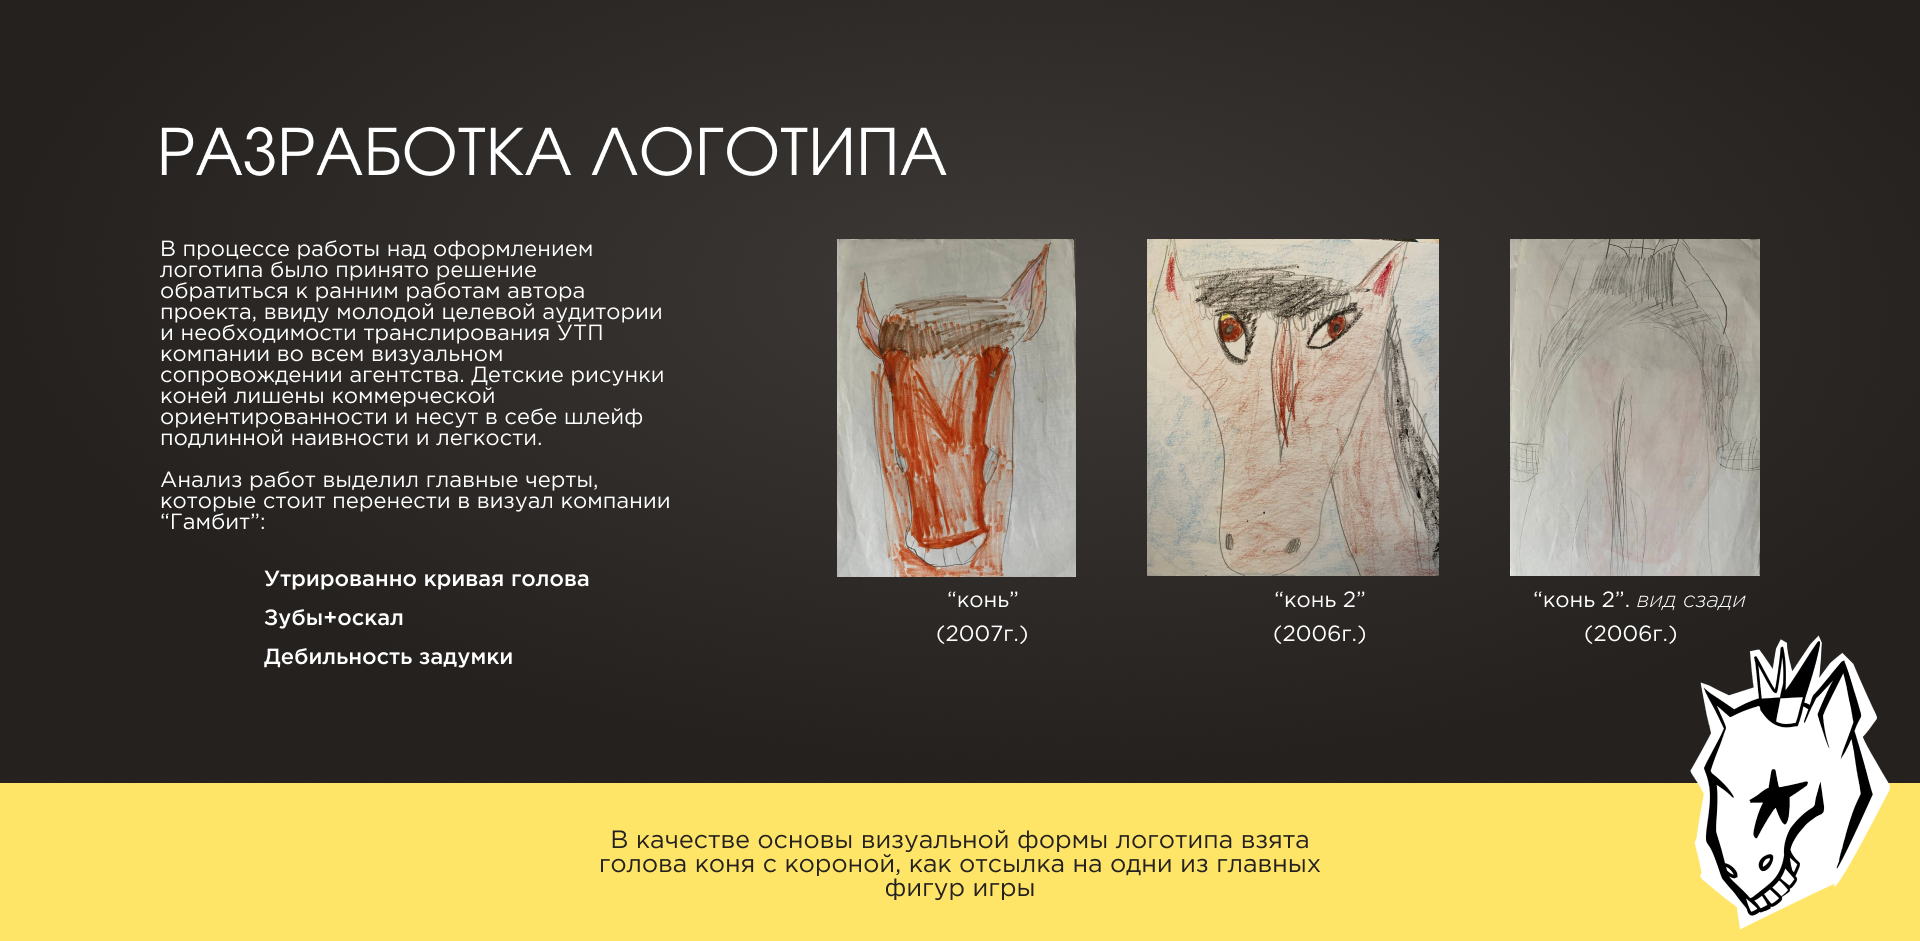 РАЗРАБОТКА ЛОГОТИПА
В процессе работы над оформлением
логотипа было принято решение
обратиться к ранним работам автора
проекта, ввиду молодой целевой аудитории
и необходимости транслирования УТП
компании во всем визуальном
сопровождении агентства. Детские рисунки
коней лишены коммерческой
ориентированности и несут в себе шлейф
подлинной наивности и легкости.
Анализ работ выделил главные черты,
которые стоит перенести в визуал компании
“Гамбит”:
Утрированно кривая голова
Зубы+оскал
Дебильность задумки
“конь”
(2007г.)
“конь 2”
(2006г.)
“конь 2”. вид сзади
(2006г.)
В качестве основы визуальной формы логотипа взята
голова коня с короной, как отсылка на одни из главных
фигур игры